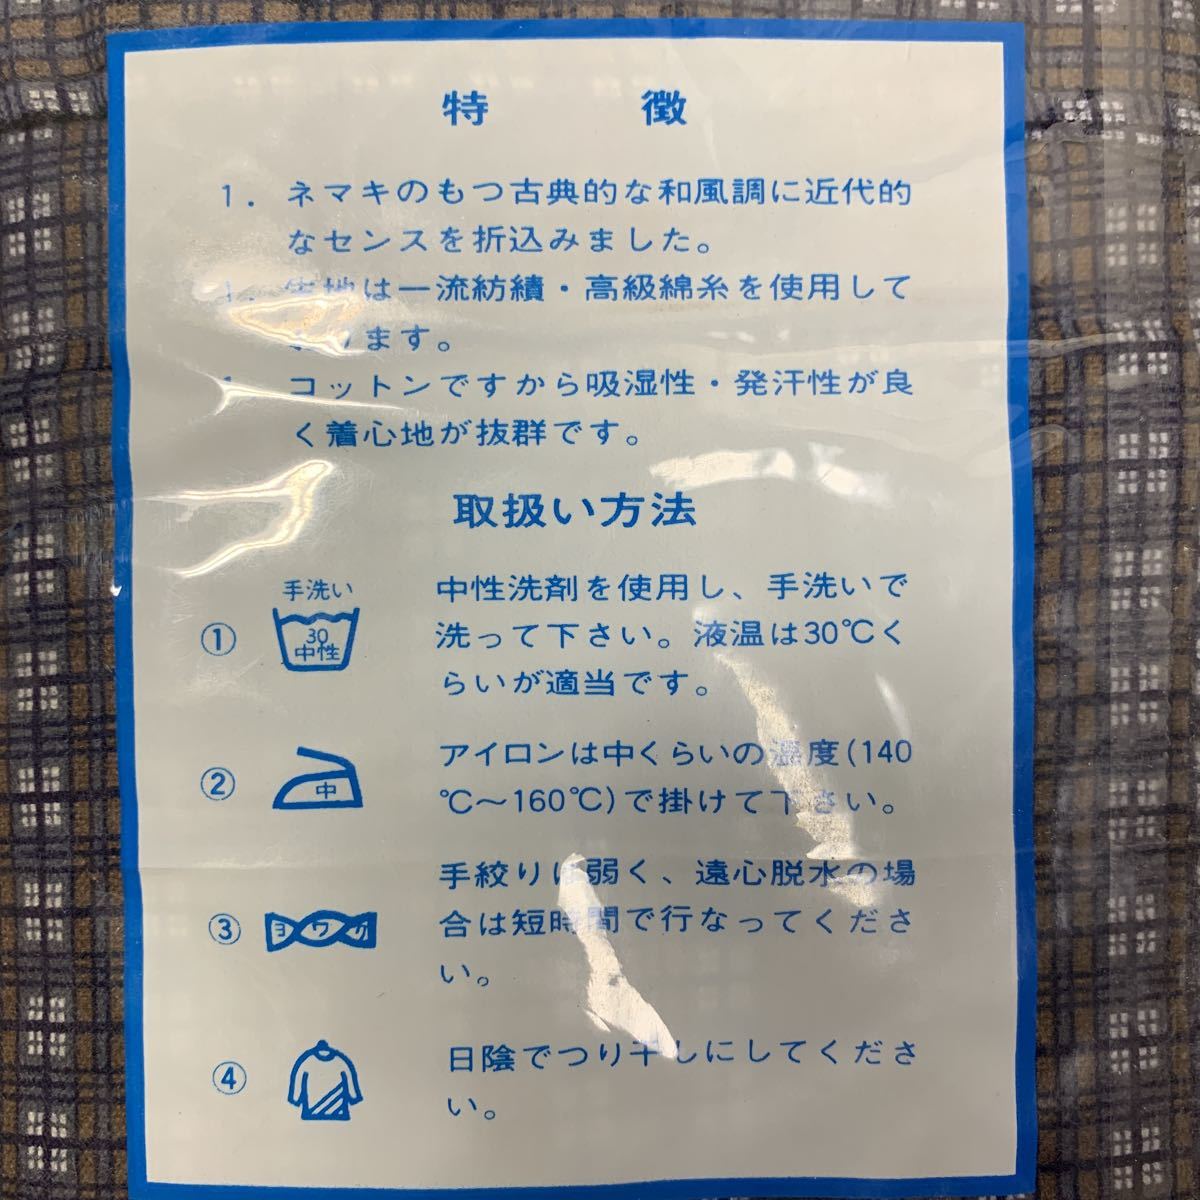 特　徴
1. ネマキのもつ古典的な和風調に近代的
なセンスを折込みました。
1. 生地は一流紡績・高級綿糸を使用して
おります。
1. コットンですから吸湿性・発汗性が良
く着心地が抜群です。
取扱い方法
手洗い
① 30
中性
中性洗剤を使用し、手洗いで
洗って下さい。液温は30℃く
らいが適当です。
② 中
アイロンは中くらいの温度(140
℃〜160℃)で掛けて下さい。
③ ヨワク
手絞りは弱く、遠心脱水の場
合は短時間で行なってくださ
い。
④
日陰でつり干しにしてくださ
い。